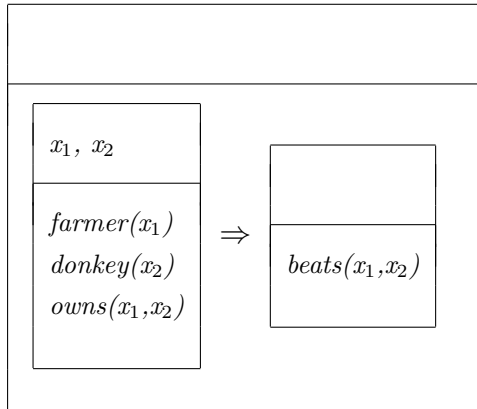 x₁, x₂
farmer(x₁)
donkey(x₂)
owns(x₁,x₂)
⇒
beats(x₁,x₂)